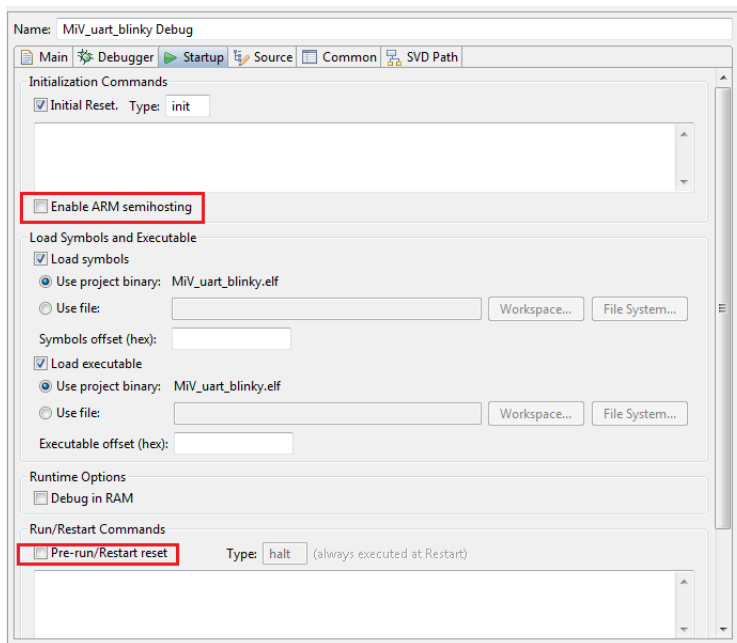 Name: MiV_uart_blinky Debug
Main Debugger Startup Source Common SVD Path
Initialization Commands
Initial Reset. Type: init
Enable ARM semihosting
Load Symbols and Executable
Load symbols
Use project binary: MiV_uart_blinky.elf
Use file: Workspace... File System...
Symbols offset (hex):
Load executable
Use project binary: MiV_uart_blinky.elf
Use file: Workspace... File System...
Executable offset (hex):
Runtime Options
Debug in RAM
Run/Restart Commands
Pre-run/Restart reset Type: halt (always executed at Restart)